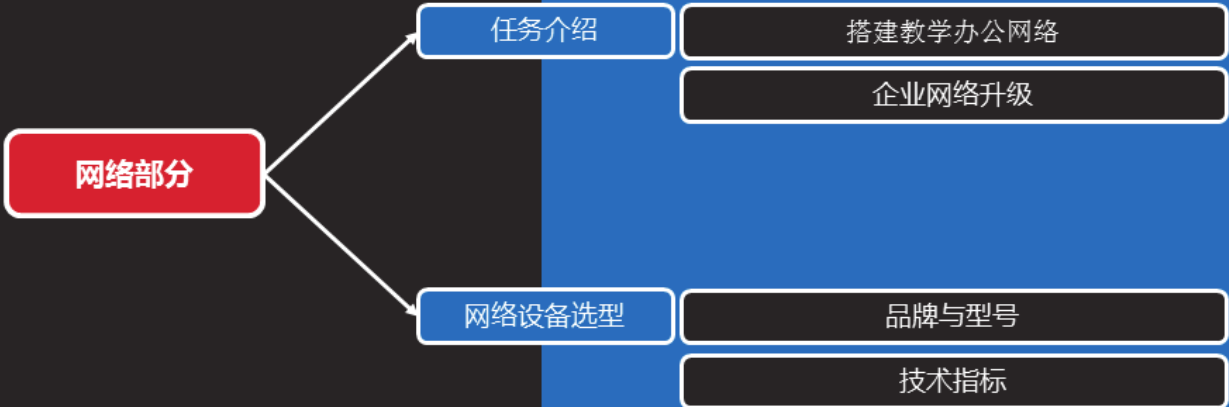 任务介绍
搭建教学办公网络
企业网络升级
网络部分
网络设备选型
品牌与型号
技术指标